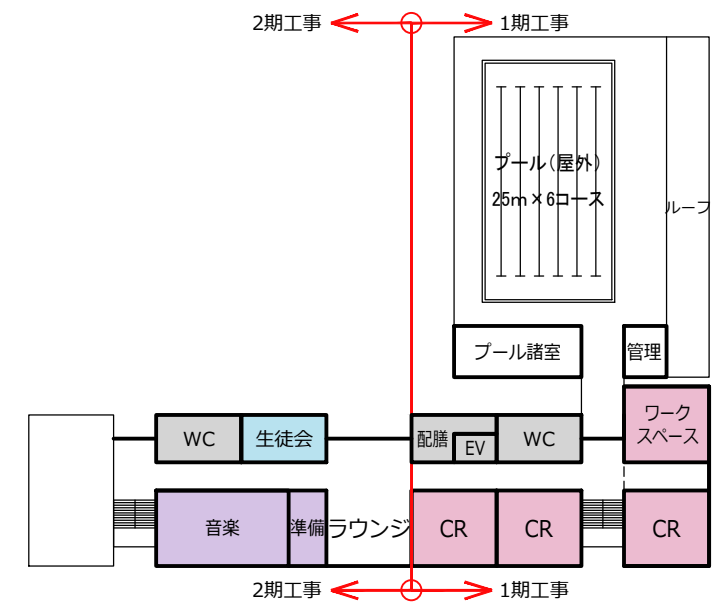 2期工事
1期工事
プール(屋外)
25m×6コース
ルーフ
プール諸室
管理
ワーク
スペース
WC
生徒会
配膳
EV
WC
音楽
準備
ラウンジ
CR
CR
CR
2期工事
1期工事